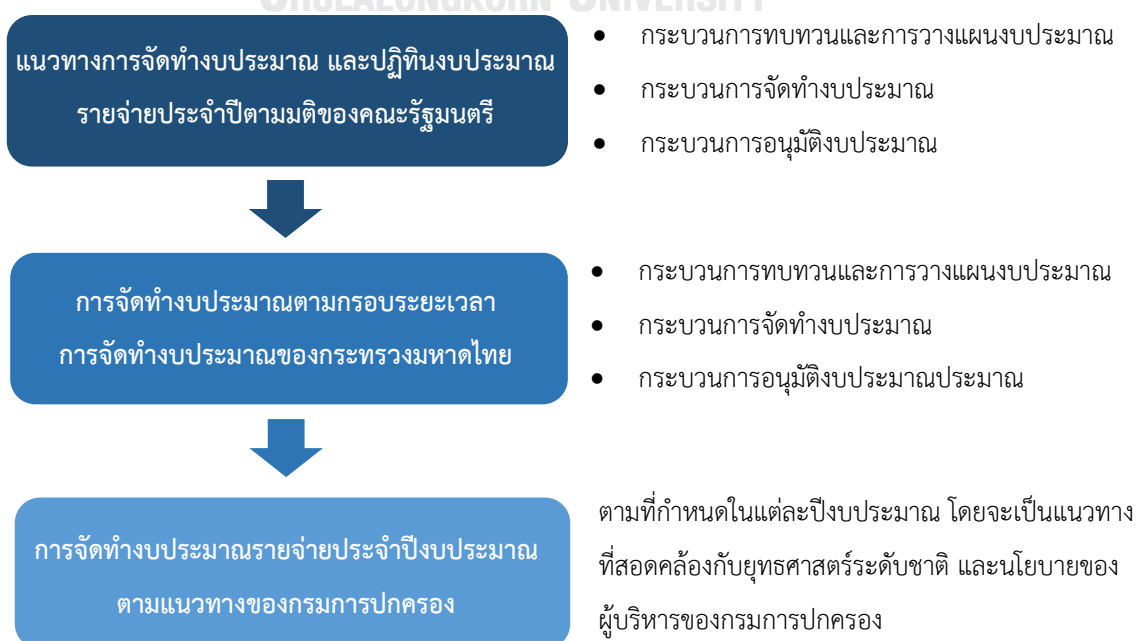 CHULALONGKORN UNIVERSITY
แนวทางการจัดทำงบประมาณ และปฏิทินงบประมาณ
รายจ่ายประจำปีตามมติของคณะรัฐมนตรี
• กระบวนการทบทวนและการวางแผนงบประมาณ
• กระบวนการจัดทำงบประมาณ
• กระบวนการอนุมัติงบประมาณ
การจัดทำงบประมาณตามกรอบระยะเวลา
การจัดทำงบประมาณของกระทรวงมหาดไทย
• กระบวนการทบทวนและการวางแผนงบประมาณ
• กระบวนการจัดทำงบประมาณ
• กระบวนการอนุมัติงบประมาณประมาณ
การจัดทำงบประมาณรายจ่ายประจำปีงบประมาณ
ตามแนวทางของกรมการปกครอง
ตามที่กำหนดในแต่ละปีงบประมาณ โดยจะเป็นแนวทาง
ที่สอดคล้องกับยุทธศาสตร์ระดับชาติ และนโยบายของ
ผู้บริหารของกรมการปกครอง